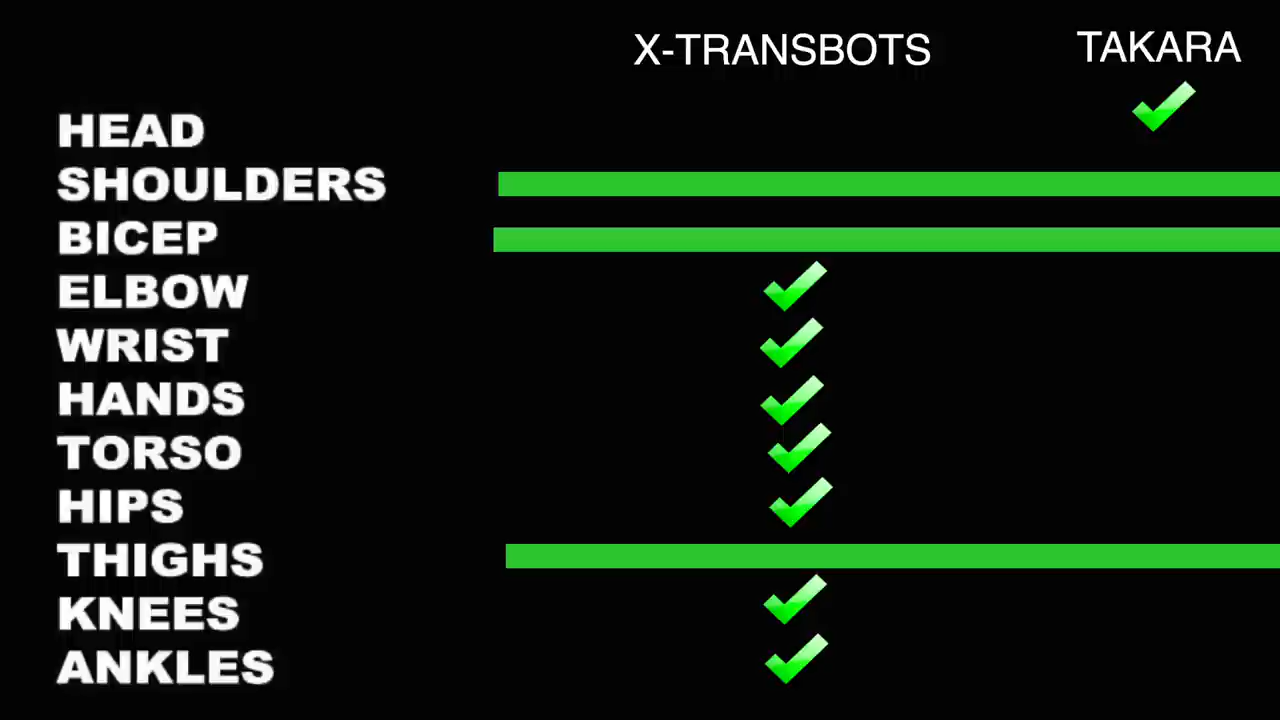 X-TRANSBOTS TAKARA
HEAD
SHOULDERS
BICEP
ELBOW
WRIST
HANDS
TORSO
HIPS
THIGHS
KNEES
ANKLES